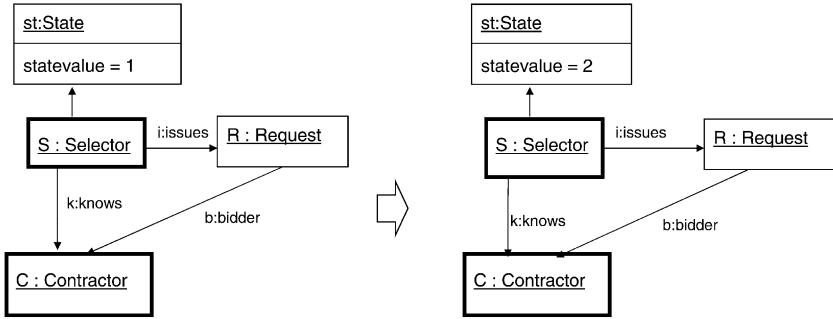 st:State
statevalue = 1
S : Selector
i:issues
R : Request
k:knows
b:bidder
C : Contractor
st:State
statevalue = 2
S : Selector
i:issues
R : Request
k:knows
b:bidder
C : Contractor